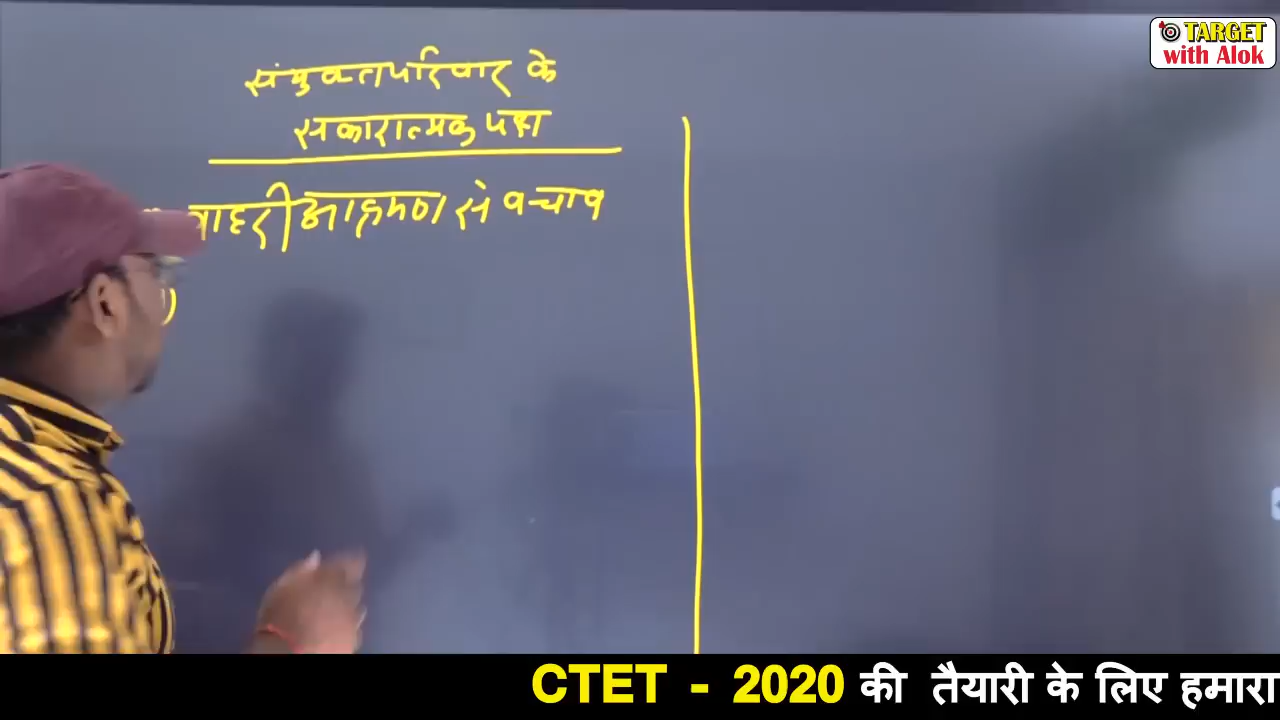 संयुक्त परिवार के
सकारात्मक पक्ष
बाहरी आक्रमण से बचाव
TARGET
with Alok
CTET - 2020 की तैयारी के लिए हमारा